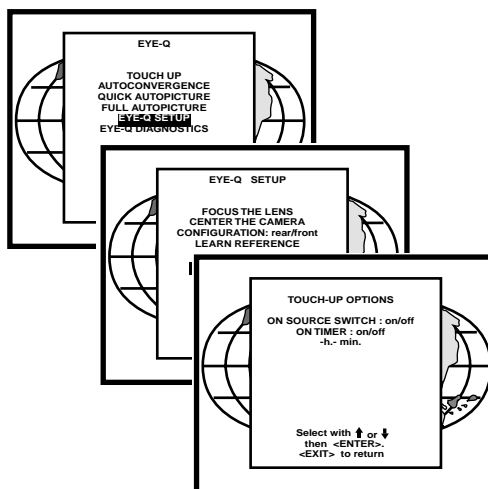 EYE-Q
TOUCH UP
AUTOCONVERGENCE
QUICK AUTOPICTURE
FULL AUTOPICTURE
EYE-Q SETUP
EYE-Q DIAGNOSTICS
EYE-Q SETUP
FOCUS THE LENS
CENTER THE CAMERA
CONFIGURATION: rear/front
LEARN REFERENCE
TOUCH-UP OPTIONS
ON SOURCE SWITCH : on/off
ON TIMER : on/off
-h.- min.
Select with ⬆ or ⬇
then <ENTER>.
<EXIT> to return